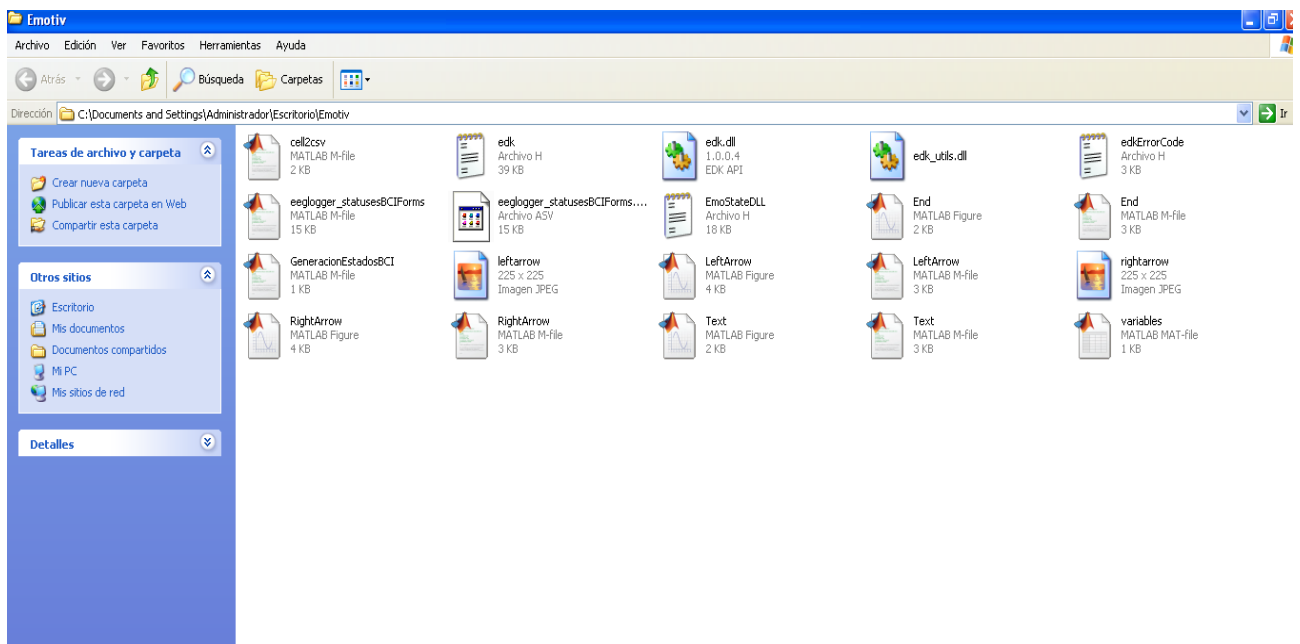 Emotiv
Archivo Edición Ver Favoritos Herramientas Ayuda
Atrás Búsqueda Carpetas
Dirección C:\Documents and Settings\Administrador\Escritorio\Emotiv Ir
Tareas de archivo y carpeta
Crear nueva carpeta
Publicar esta carpeta en Web
Compartir esta carpeta
Otros sitios
Escritorio
Mis documentos
Documentos compartidos
Mi PC
Mis sitios de red
Detalles
cell2csv
MATLAB M-file
2 KB
edk
Archivo H
39 KB
edk.dll
1.0.0.4
EDK API
edk_utils.dll
edkErrorCode
Archivo H
3 KB
eeglogger_statusesBCIForms
MATLAB M-file
15 KB
eeglogger_statusesBCIForms....
Archivo ASV
15 KB
EmoStateDLL
Archivo H
18 KB
End
MATLAB Figure
2 KB
End
MATLAB M-file
3 KB
GeneracionEstadosBCI
MATLAB M-file
1 KB
leftarrow
225 x 225
Imagen JPEG
LeftArrow
MATLAB Figure
4 KB
LeftArrow
MATLAB M-file
3 KB
rightarrow
225 x 225
Imagen JPEG
RightArrow
MATLAB Figure
4 KB
RightArrow
MATLAB M-file
3 KB
Text
MATLAB Figure
2 KB
Text
MATLAB M-file
3 KB
variables
MATLAB MAT-file
1 KB